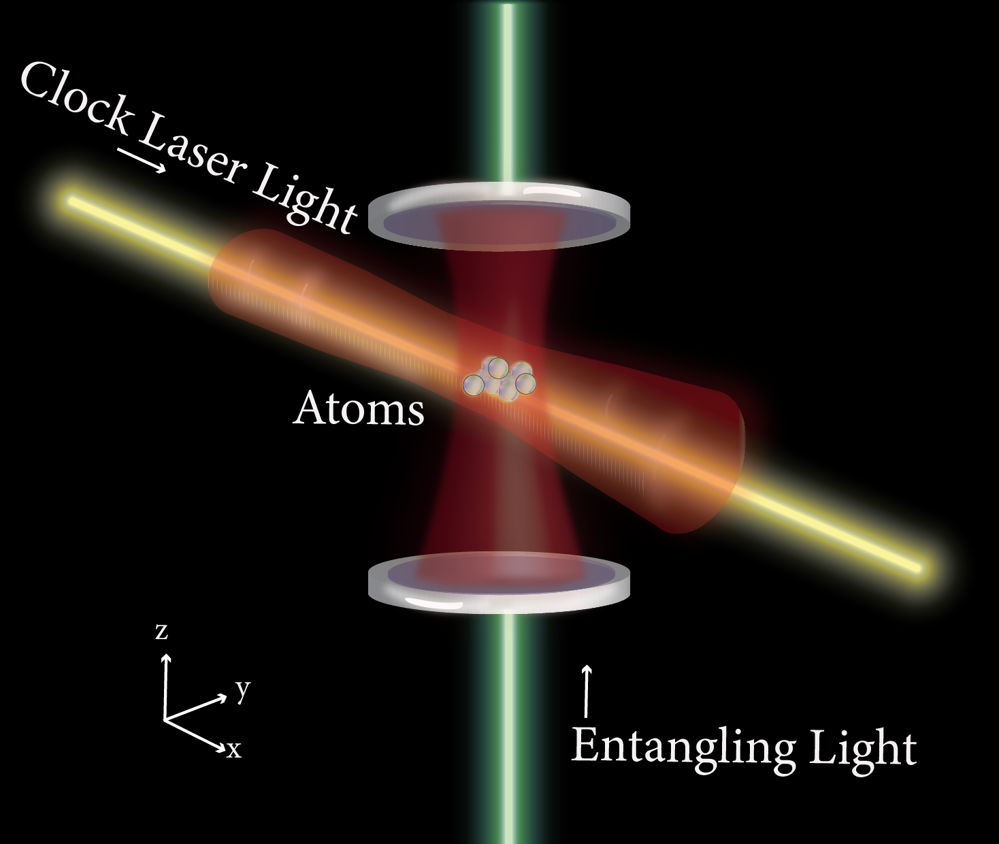 Clock Laser Light
Atoms
z
y
x
Entangling Light